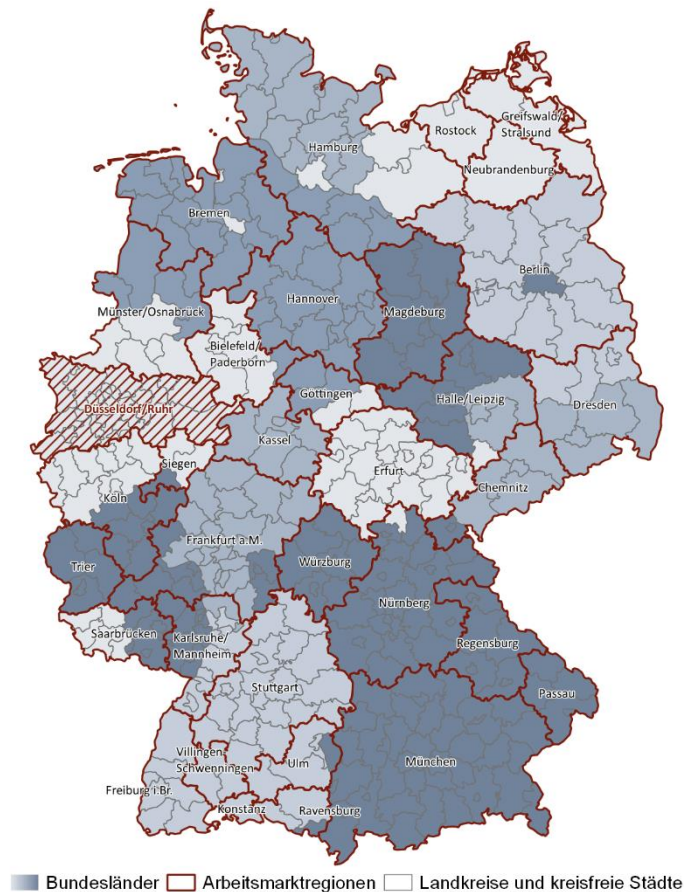 Rostock
Greifswald/
Stralsund
Hamburg
Neubrandenburg
Bremen
Berlin
Hannover
Magdeburg
Münster/Osnabrück
Bielefeld/
Paderborn
Göttingen
Halle/Leipzig
Dresden
Düsseldorf/Ruhr
Kassel
Siegen
Erfurt
Köln
Chemnitz
Frankfurt a.M.
Trier
Würzburg
Nürnberg
Saarbrücken
Karlsruhe/
Mannheim
Regensburg
Stuttgart
Passau
Villingen-
Schwenningen
Ulm
München
Freiburg i.Br.
Konstanz
Ravensburg
Bundesländer Arbeitsmarktregionen Landkreise und kreisfreie Städte